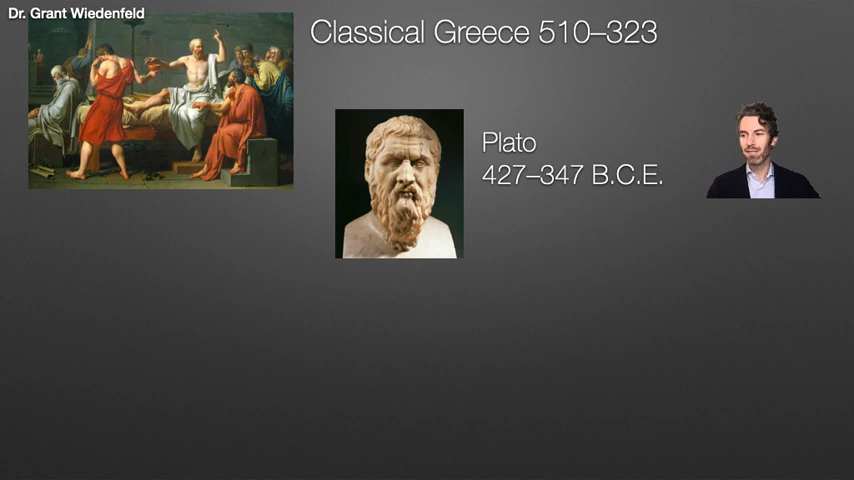 Dr. Grant Wiedenfeld
Classical Greece 510–323
Plato
427–347 B.C.E.